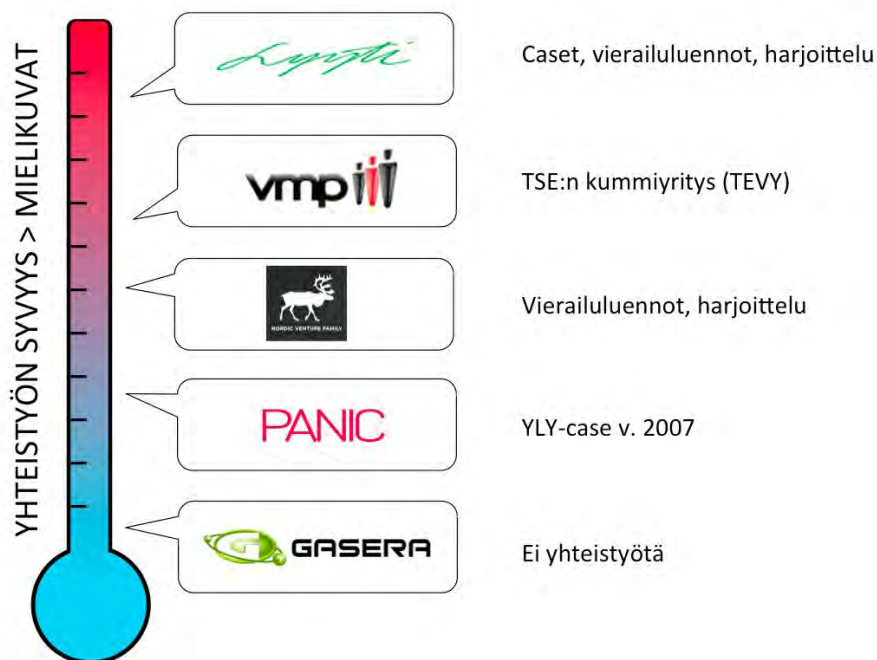 YHTEISTYÖN SYVYYS > MIELIKUVAT
Lyyti
Caset, vierailuluennot, harjoittelu
vmp
TSE:n kummiyritys (TEVY)
NORDIC VENTURE FAMILY
Vierailuluennot, harjoittelu
PANIC
YLY-case v. 2007
G GASERA
Ei yhteistyötä